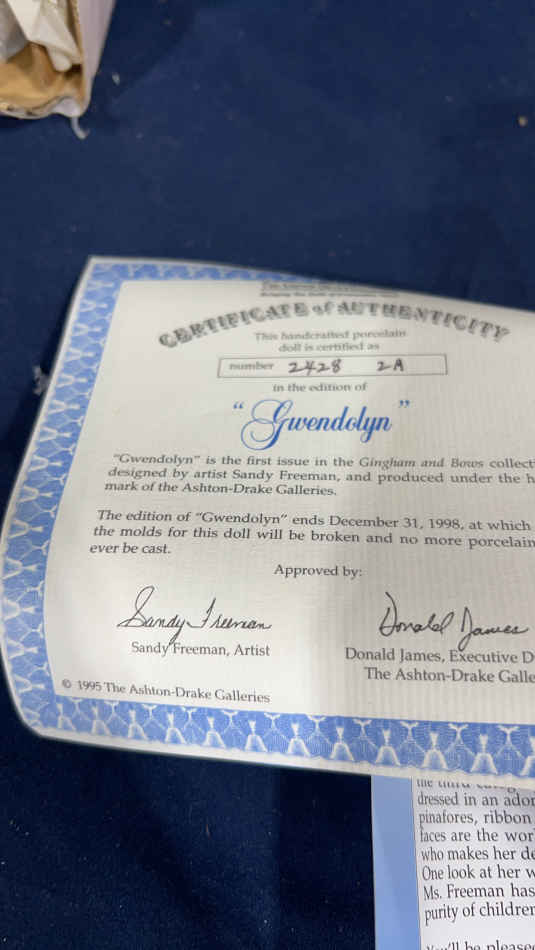 CERTIFICATE of AUTHENTICITY
This handcrafted porcelain
doll is certified as
number 2428 2A
in the edition of
"Gwendolyn"
"Gwendolyn" is the first issue in the Gingham and Bows collect
designed by artist Sandy Freeman, and produced under the h
mark of the Ashton-Drake Galleries.
The edition of "Gwendolyn" ends December 31, 1998, at which
the molds for this doll will be broken and no more porcelain
ever be cast.
Approved by:
Sandy Freeman
Donald James
Sandy Freeman, Artist
Donald James, Executive D
The Ashton-Drake Galle
© 1995 The Ashton-Drake Galleries
dressed in an ador
pinafores, ribbon
faces are the wor
who makes her de
One look at her w
Ms. Freeman has
purity of children
be please